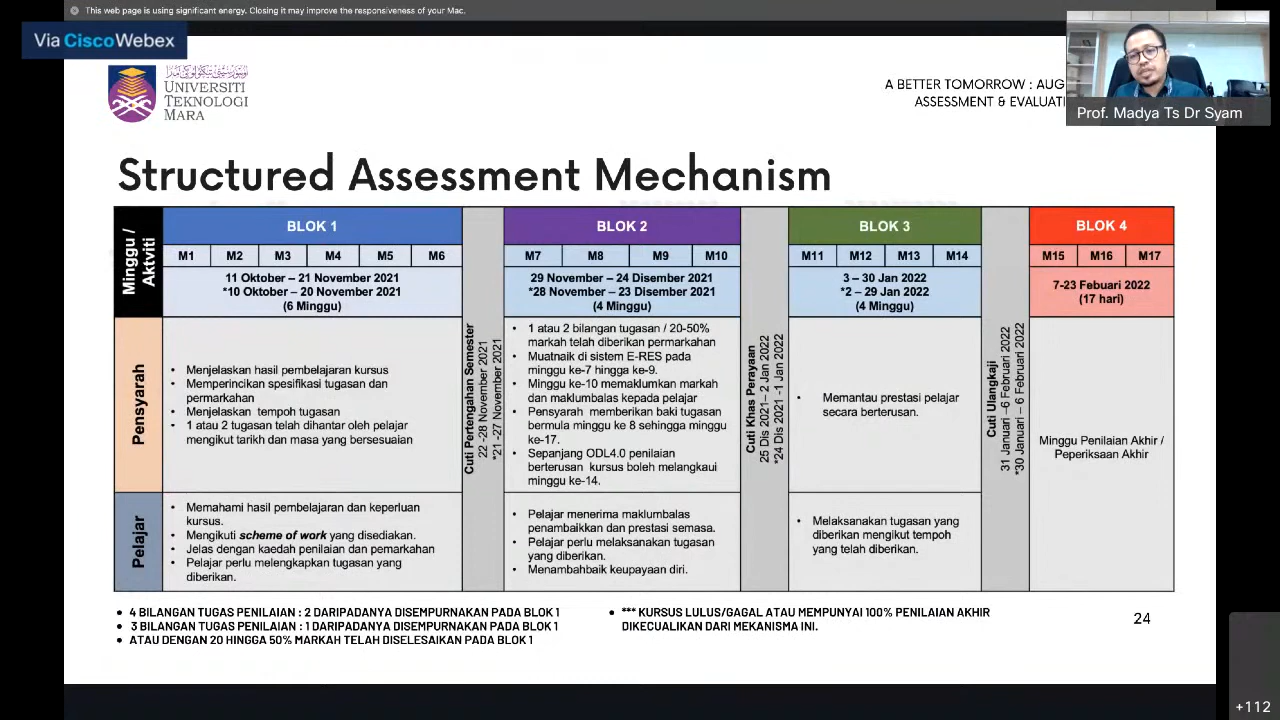 This web page is using significant energy. Closing it may improve the responsiveness of your Mac.
Via CiscoWebex
UNIVERSITI
TEKNOLOGI
MARA
A BETTER TOMORROW : AUG
ASSESSMENT & EVALUATI
Prof. Madya Ts Dr Syam
Structured Assessment Mechanism
Minggu /
Aktviti
BLOK 1
BLOK 2
BLOK 3
BLOK 4
M1 M2 M3 M4 M5 M6
M7 M8 M9 M10
M11 M12 M13 M14
M15 M16 M17
11 Oktober – 21 November 2021
*10 Oktober – 20 November 2021
(6 Minggu)
29 November – 24 Disember 2021
*28 November – 23 Disember 2021
(4 Minggu)
3 – 30 Jan 2022
*2 – 29 Jan 2022
(4 Minggu)
7-23 Febuari 2022
(17 hari)
Cuti Pertengahan Semester
22 -28 November 2021
*21 -27 November 2021
Cuti Khas Perayaan
25 Dis 2021– 2 Jan 2022
*24 Dis 2021 -1 Jan 2022
Cuti Ulangkaji
31 Januari –6 Februari 2022
*30 Januari – 6 Februari 2022
Pensyarah
• Menjelaskan hasil pembelajaran kursus
• Memperincikan spesifikasi tugasan dan
permarkahan
• Menjelaskan tempoh tugasan
• 1 atau 2 tugasan telah dihantar oleh pelajar
mengikut tarikh dan masa yang bersesuaian
• 1 atau 2 bilangan tugasan / 20-50%
markah telah diberikan permarkahan
• Muatnaik di sistem E-RES pada
minggu ke-7 hingga ke-9.
• Minggu ke-10 memaklumkan markah
dan maklumbalas kepada pelajar
• Pensyarah memberikan baki tugasan
bermula minggu ke 8 sehingga minggu
ke-17.
• Sepanjang ODL4.0 penilaian
berterusan kursus boleh melangkaui
minggu ke-14.
• Memantau prestasi pelajar
secara berterusan.
Minggu Penilaian Akhir /
Peperiksaan Akhir
Pelajar
• Memahami hasil pembelajaran dan keperluan
kursus.
• Mengikuti scheme of work yang disediakan.
• Jelas dengan kaedah penilaian dan pemarkahan
• Pelajar perlu melengkapkan tugasan yang
diberikan.
• Pelajar menerima maklumbalas
penambaikkan dan prestasi semasa.
• Pelajar perlu melaksanakan tugasan
yang diberikan.
• Menambahbaik keupayaan diri.
• Melaksanakan tugasan yang
diberikan mengikut tempoh
yang telah diberikan.
• 4 BILANGAN TUGAS PENILAIAN : 2 DARIPADANYA DISEMPURNAKAN PADA BLOK 1
• 3 BILANGAN TUGAS PENILAIAN : 1 DARIPADANYA DISEMPURNAKAN PADA BLOK 1
• ATAU DENGAN 20 HINGGA 50% MARKAH TELAH DISELESAIKAN PADA BLOK 1
• *** KURSUS LULUS/GAGAL ATAU MEMPUNYAI 100% PENILAIAN AKHIR
DIKECUALIKAN DARI MEKANISMA INI.
24
+112